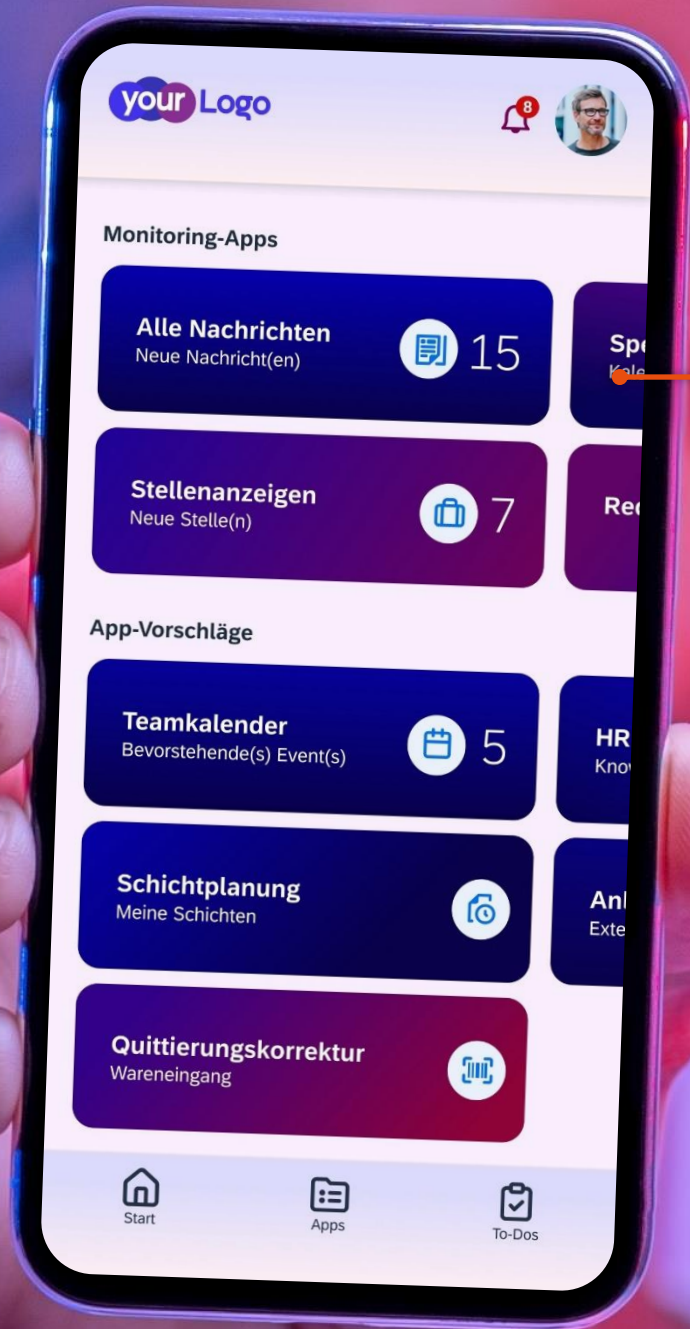 your Logo
8
Monitoring-Apps
Alle Nachrichten
Neue Nachricht(en)
15
Stellenanzeigen
Neue Stelle(n)
7
App-Vorschläge
Teamkalender
Bevorstehende(s) Event(s)
5
HR
Schichtplanung
Meine Schichten
Quittierungskorrektur
Wareneingang
Start
Apps
To-Dos